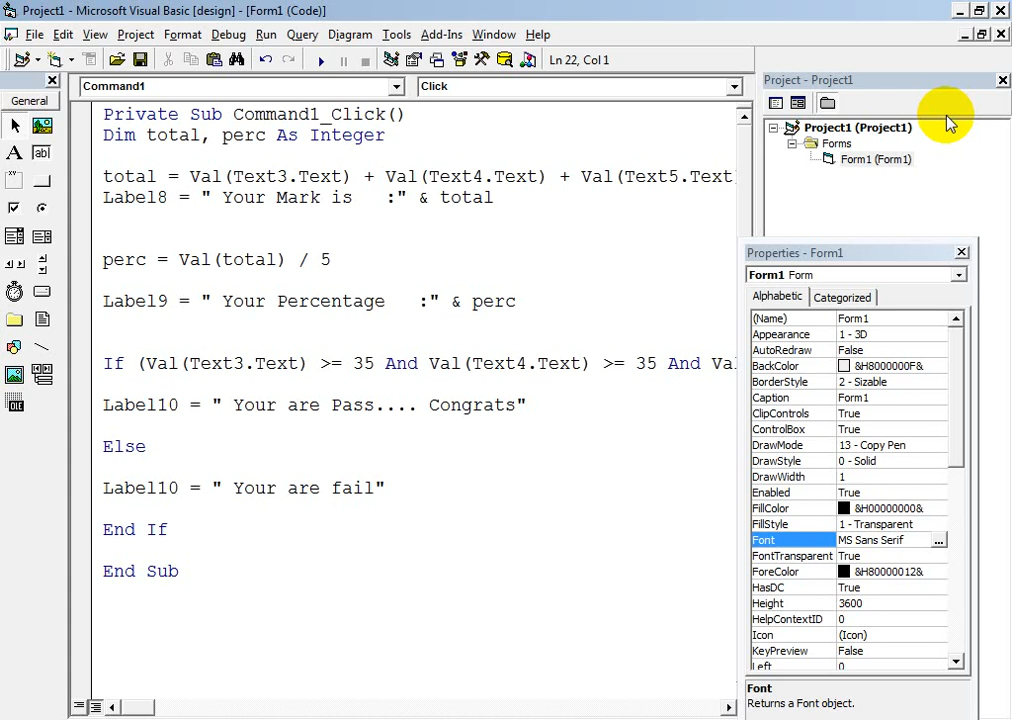 Project1 - Microsoft Visual Basic [design] - [Form1 (Code)]
File Edit View Project Format Debug Run Query Diagram Tools Add-Ins Window Help
Ln 22, Col 1
General
Command1
Click
Private Sub Command1_Click()
Dim total, perc As Integer
total = Val(Text3.Text) + Val(Text4.Text) + Val(Text5.Text
Label8 = " Your Mark is   :" & total
perc = Val(total) / 5
Label9 = " Your Percentage   :" & perc
If (Val(Text3.Text) >= 35 And Val(Text4.Text) >= 35 And Va
Label10 = " Your are Pass.... Congrats"
Else
Label10 = " Your are fail"
End If
End Sub
Project - Project1
Project1 (Project1)
Forms
Form1 (Form1)
Properties - Form1
Form1 Form
Alphabetic Categorized
(Name) Form1
Appearance 1 - 3D
AutoRedraw False
BackColor &H8000000F&
BorderStyle 2 - Sizable
Caption Form1
ClipControls True
ControlBox True
DrawMode 13 - Copy Pen
DrawStyle 0 - Solid
DrawWidth 1
Enabled True
FillColor &H00000000&
FillStyle 1 - Transparent
Font MS Sans Serif ...
FontTransparent True
ForeColor &H80000012&
HasDC True
Height 3600
HelpContextID 0
Icon (Icon)
KeyPreview False
Left 0
Font
Returns a Font object.